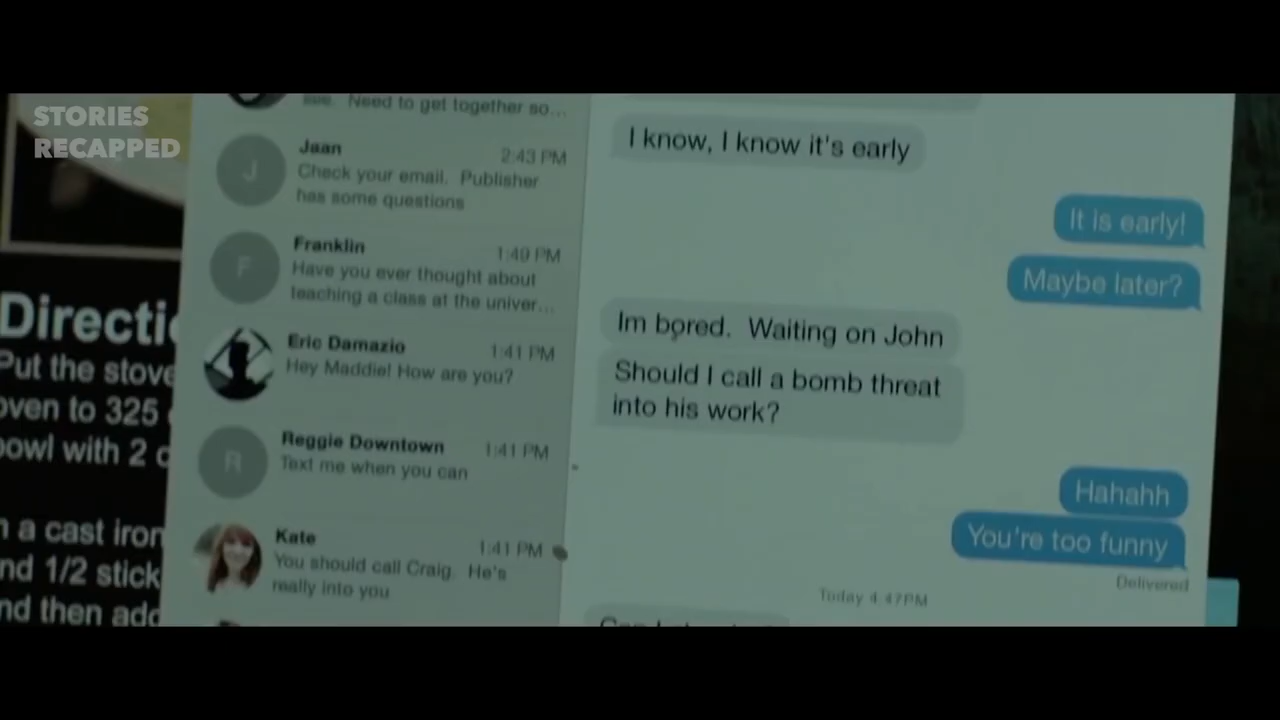 STORIES
RECAPPED
Directi
Put the stove
oven to 325
bowl with 2 c
n a cast iron
nd 1/2 stick
nd then add
Need to get together so...
Jaan
2:43 PM
Check your email. Publisher
has some questions
Franklin
1:49 PM
Have you ever thought about
teaching a class at the univer...
Eric Damazio
1:41 PM
Hey Maddie! How are you?
Reggie Downtown
1:41 PM
Text me when you can
Kate
1:41 PM
You should call Craig. He's
really into you
I know, I know it's early
It is early!
Maybe later?
Im bored. Waiting on John
Should I call a bomb threat
into his work?
Hahahh
You're too funny
Delivered
Today 4:47PM